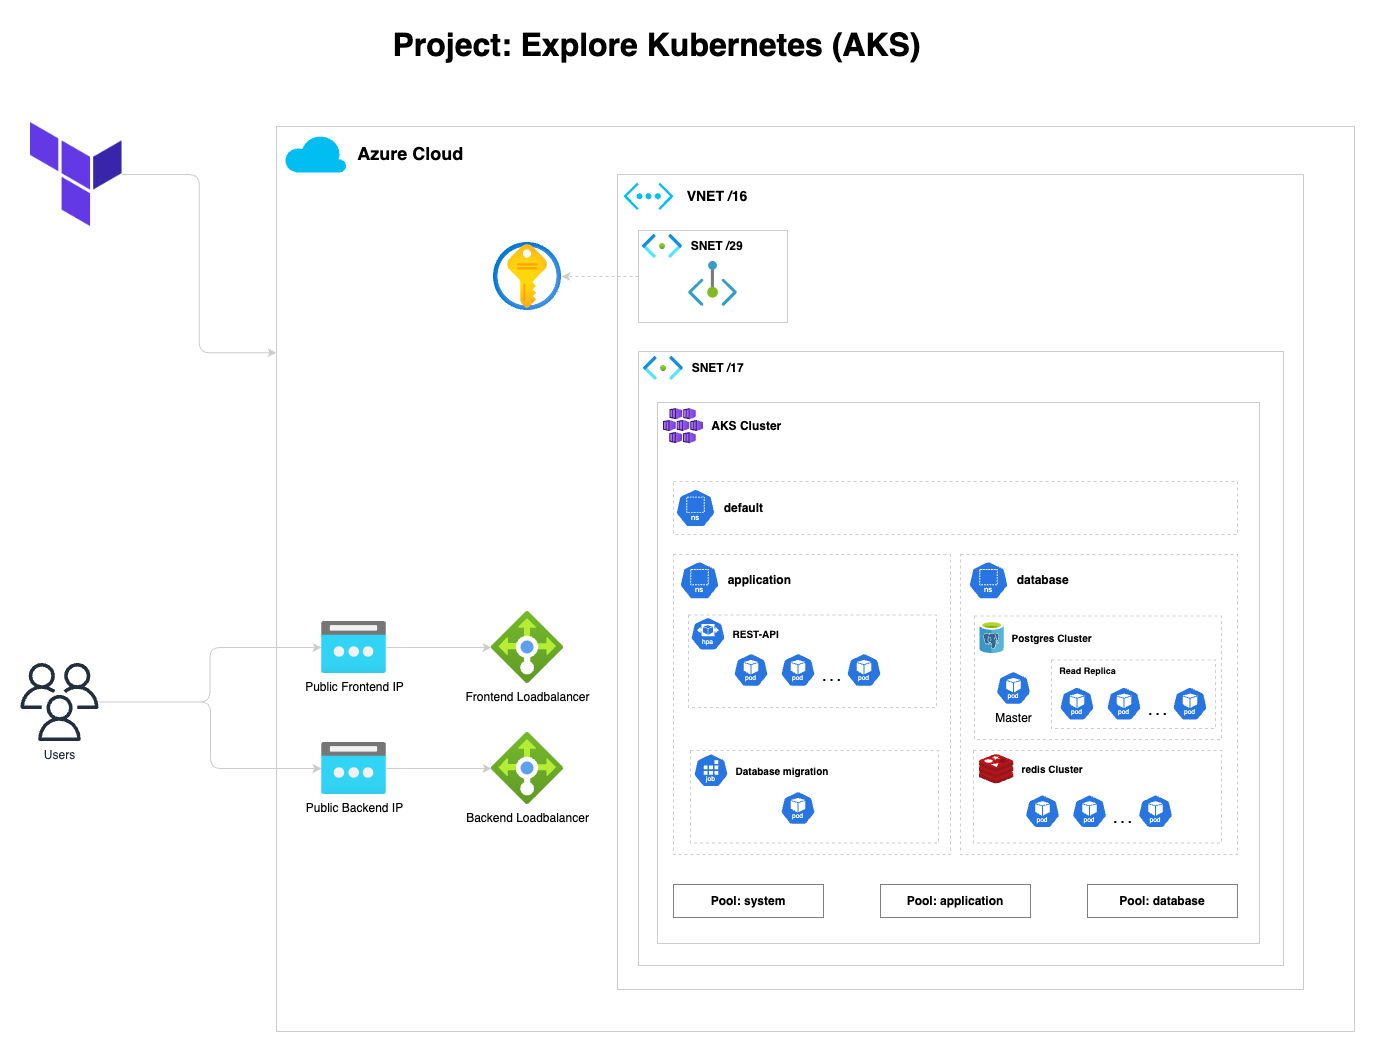 Project: Explore Kubernetes (AKS)
Azure Cloud
VNET /16
SNET /29
SNET /17
AKS Cluster
ns
default
ns
application
ns
database
hpa
REST-API
pod
pod
...
pod
Postgres Cluster
pod
Master
Read Replica
pod
pod
...
pod
job
Database migration
pod
redis Cluster
pod
pod
...
pod
Pool: system
Pool: application
Pool: database
Users
Public Frontend IP
Frontend Loadbalancer
Public Backend IP
Backend Loadbalancer